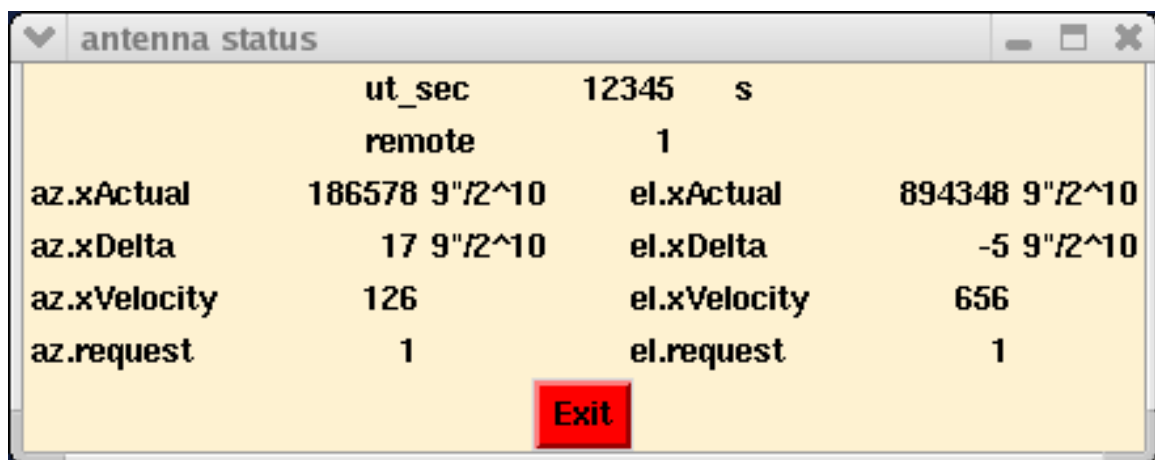 antenna status
ut_sec 12345 s
remote 1
az.xActual 186578 9"/2^10 el.xActual 894348 9"/2^10
az.xDelta 17 9"/2^10 el.xDelta -5 9"/2^10
az.xVelocity 126 el.xVelocity 656
az.request 1 el.request 1
Exit